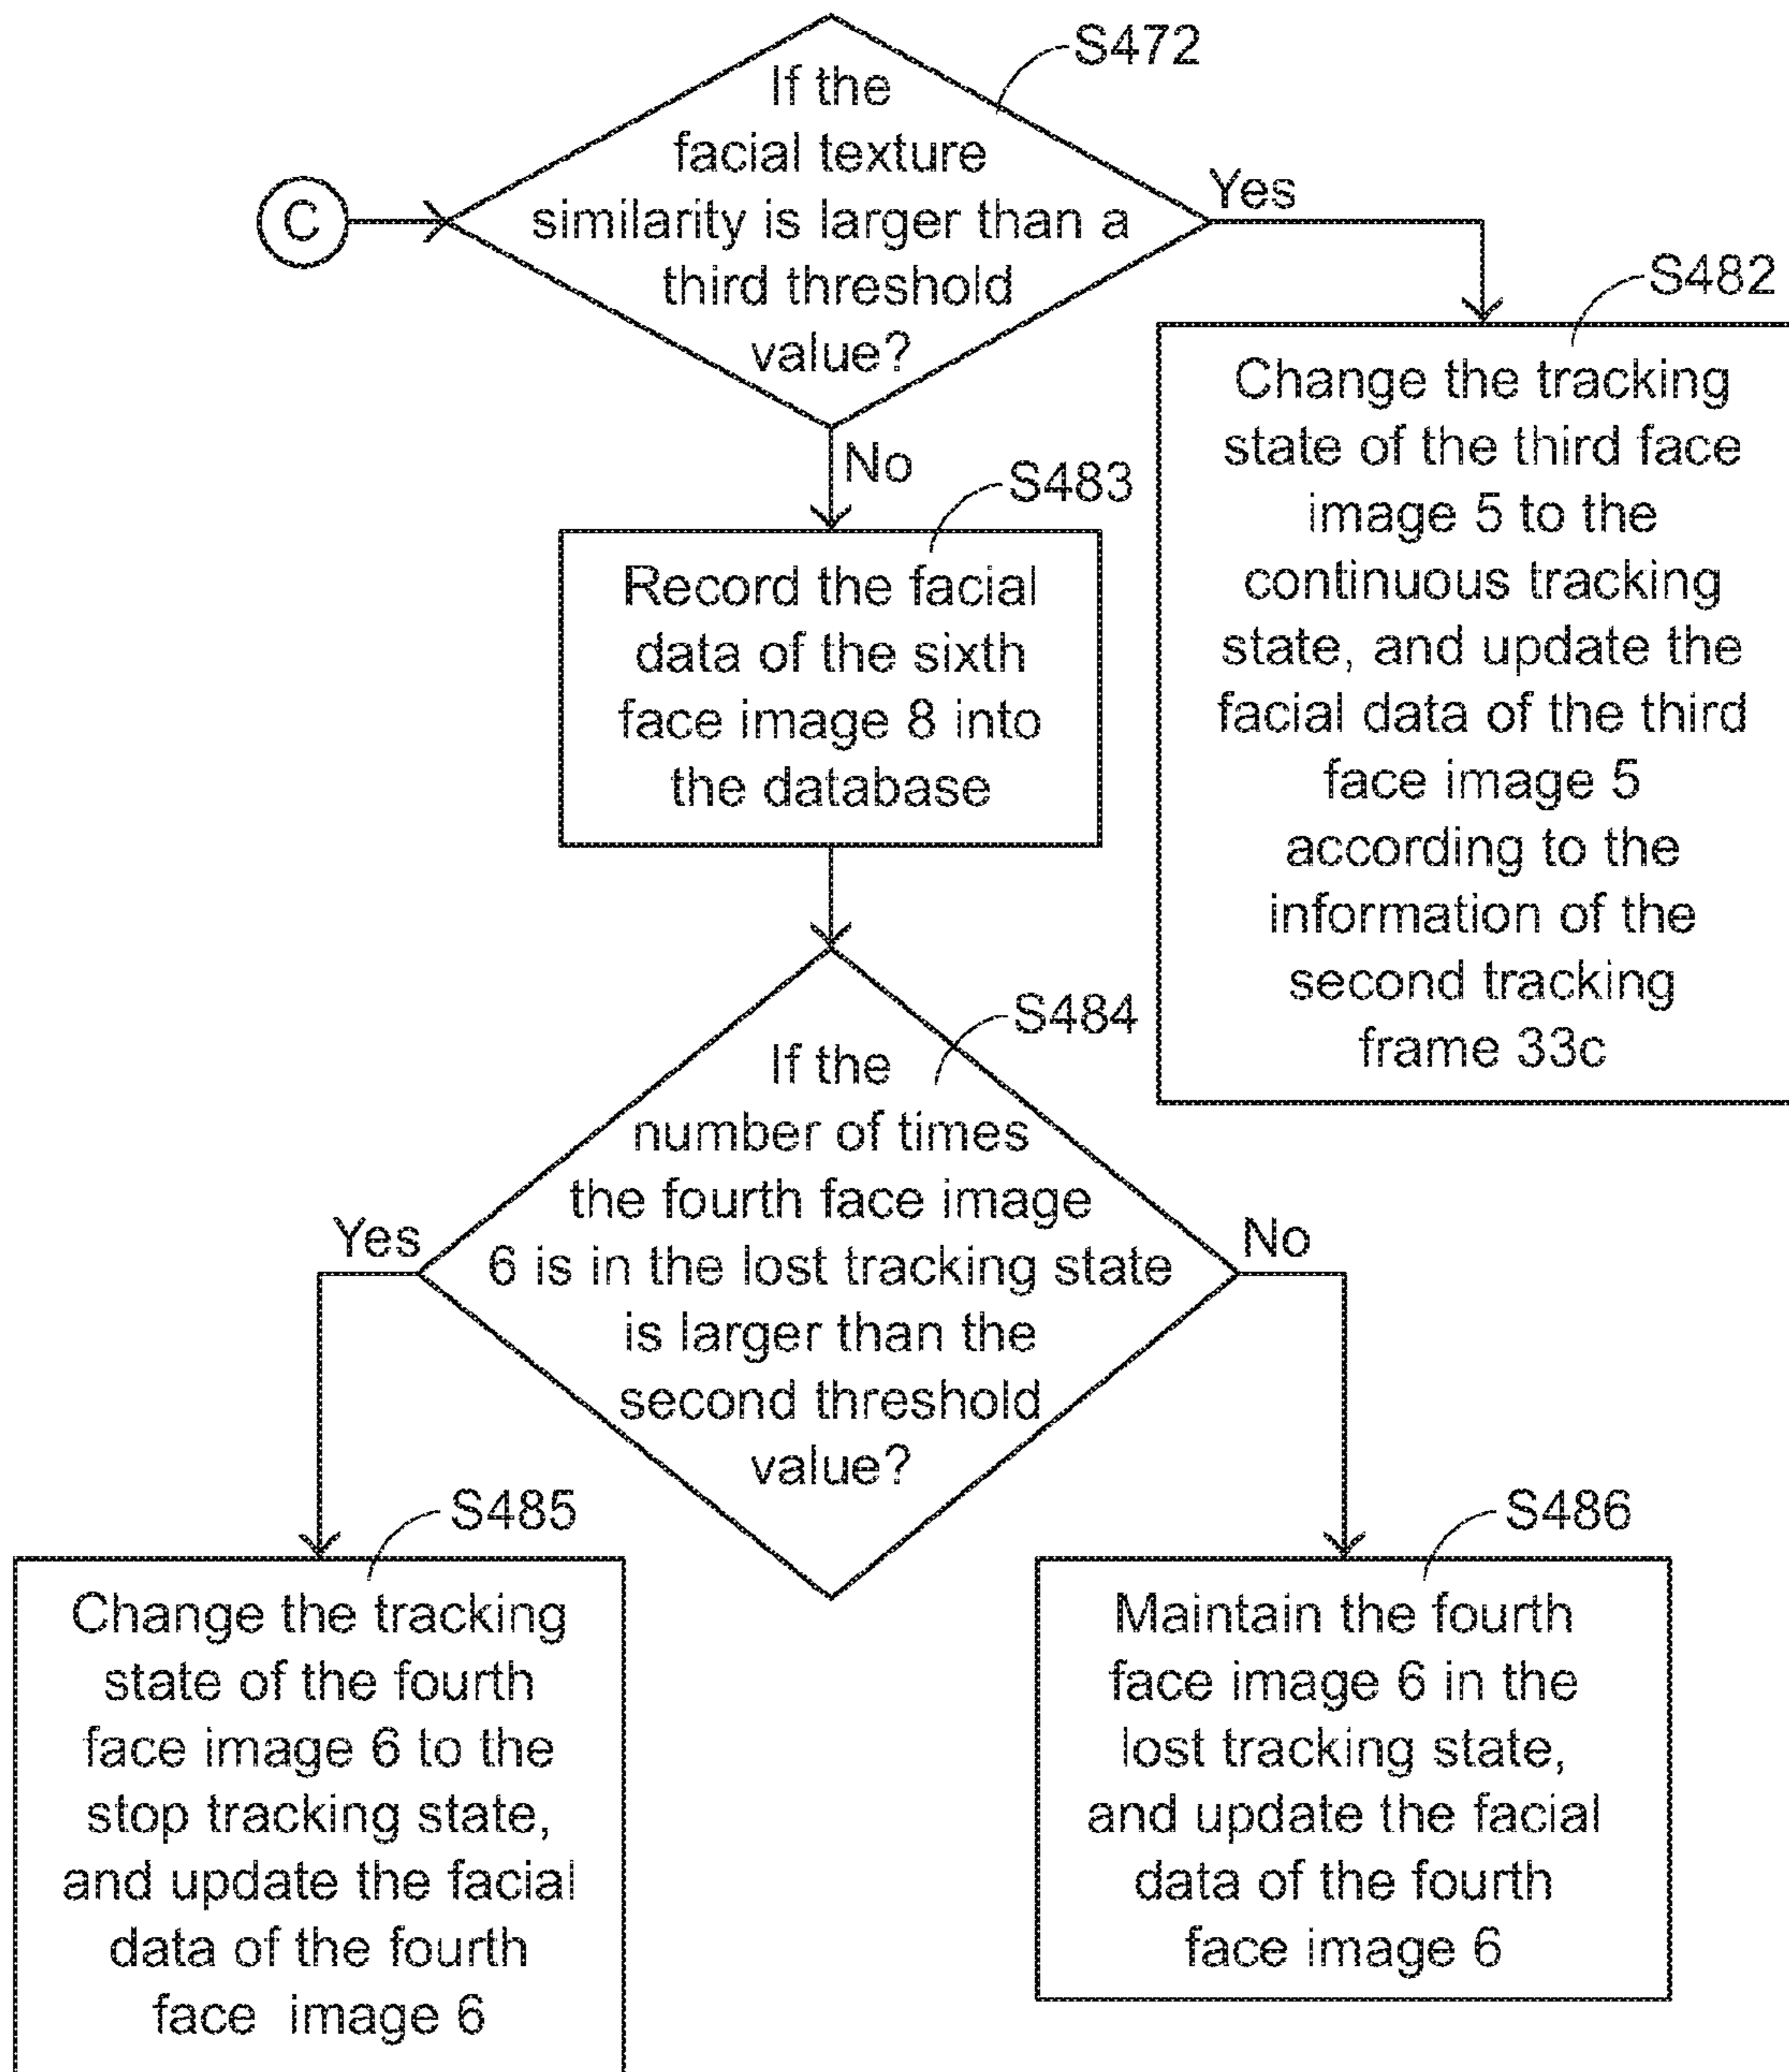 S472
If the
facial texture
similarity is larger than a
third threshold
value?
C
Yes
No
S482
Change the tracking
state of the third face
image 5 to the
continuous tracking
state, and update the
facial data of the third
face image 5
according to the
information of the
second tracking
frame 33c
S483
Record the facial
data of the sixth
face image 8 into
the database
S484
If the
number of times
the fourth face image
6 is in the lost tracking state
is larger than the
second threshold
value?
Yes
No
S485
Change the tracking
state of the fourth
face image 6 to the
stop tracking state,
and update the facial
data of the fourth
face image 6
S486
Maintain the fourth
face image 6 in the
lost tracking state,
and update the facial
data of the fourth
face image 6